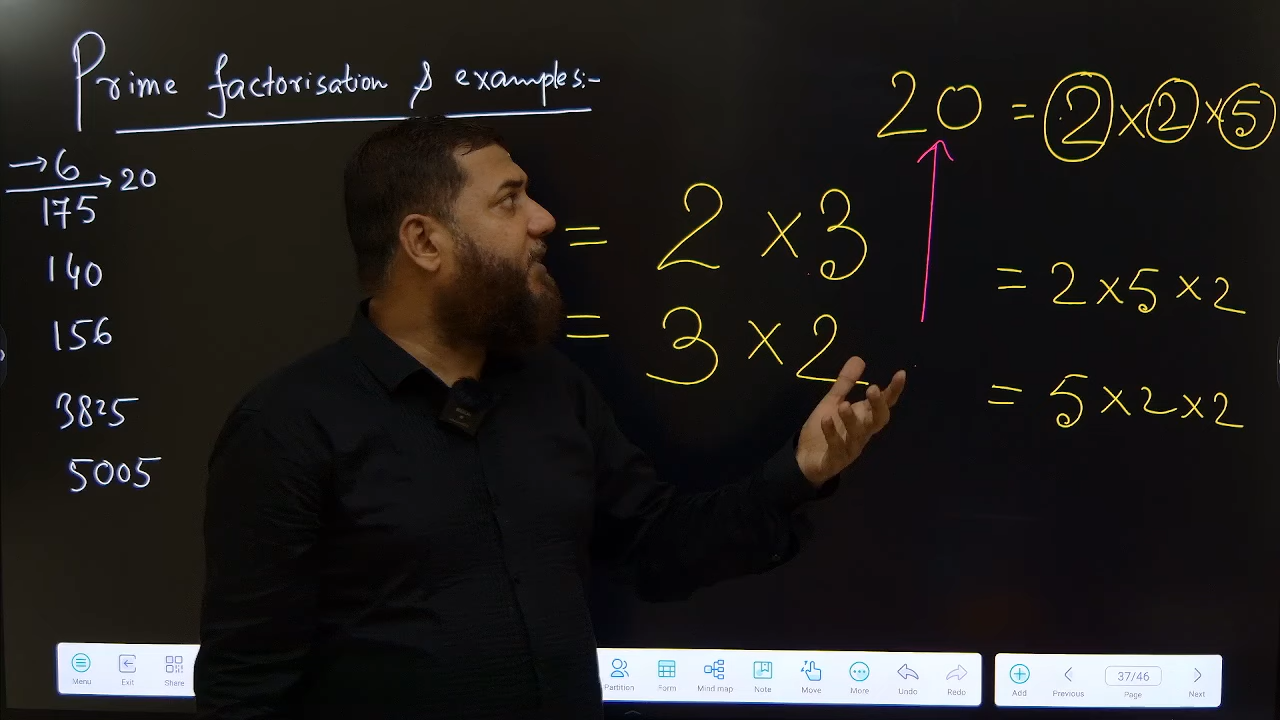 Prime factorisation & examples:-
→6
→20
175
140
156
3825
5005
= 2 × 3
= 3 × 2
20 = 2 × 2 × 5
= 2 × 5 × 2
= 5 × 2 × 2
Menu Exit Share Partition Form Mind map Note Move More Undo Redo Add Previous 37/46 Page Next